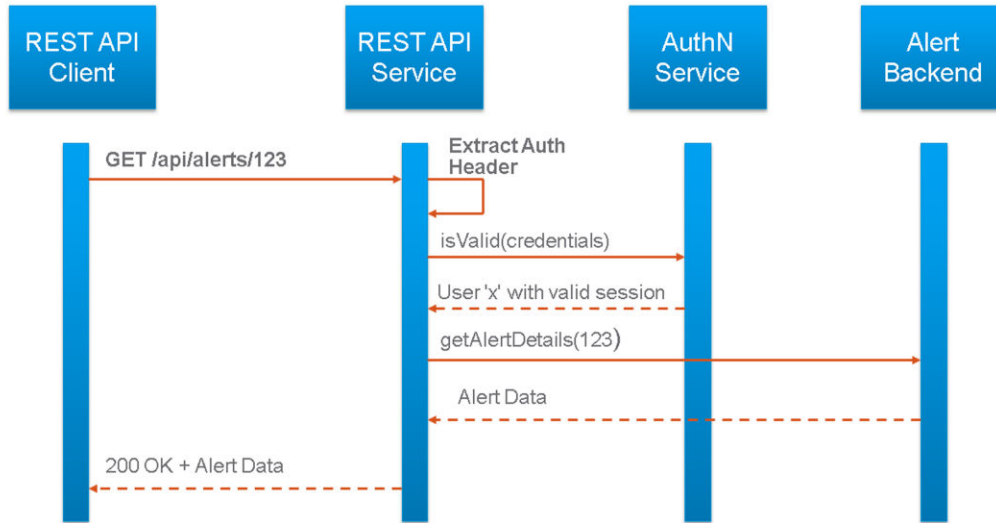 REST API
Client
REST API
Service
AuthN
Service
Alert
Backend
GET /api/alerts/123
Extract Auth
Header
isValid(credentials)
User 'x' with valid session
getAlertDetails(123)
Alert Data
200 OK + Alert Data